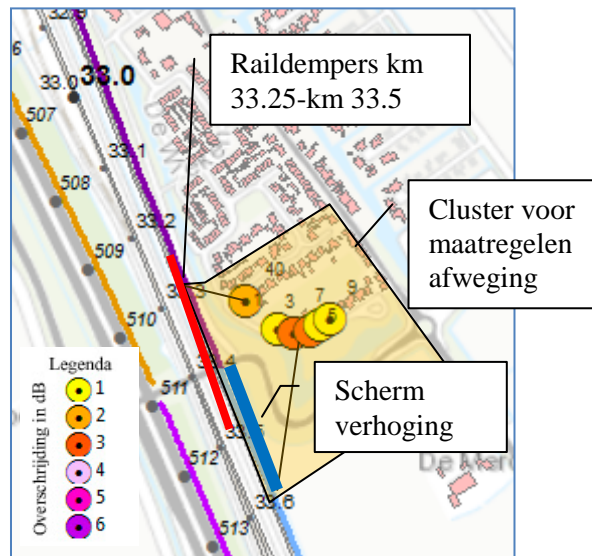 Raildempers km
33.25-km 33.5
Cluster voor
maatregelen
afweging
Scherm
verhoging
33.0
33.0
33.1
33.2
33.6
507
508
509
510
511
512
513
40
3
7
9
5
De Me
Legenda
Overschrijding in dB
1
2
3
4
5
6